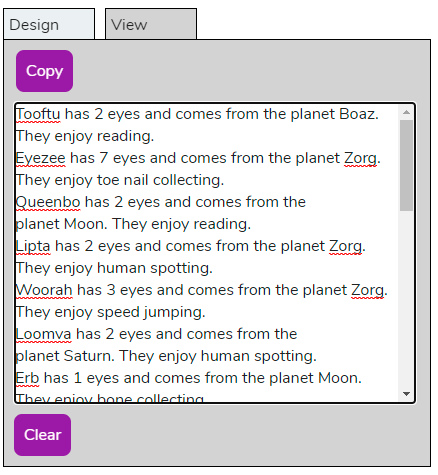 Design
View
Copy
Tooftu has 2 eyes and comes from the planet Boaz.
They enjoy reading.
Eyezee has 7 eyes and comes from the planet Zorg.
They enjoy toe nail collecting.
Queenbo has 2 eyes and comes from the
planet Moon. They enjoy reading.
Lipta has 2 eyes and comes from the planet Zorg.
They enjoy human spotting.
Woorah has 3 eyes and comes from the planet Zorg.
They enjoy speed jumping.
Loomva has 2 eyes and comes from the
planet Saturn. They enjoy human spotting.
Erb has 1 eyes and comes from the planet Moon.
They enjoy bone collecting.
Clear